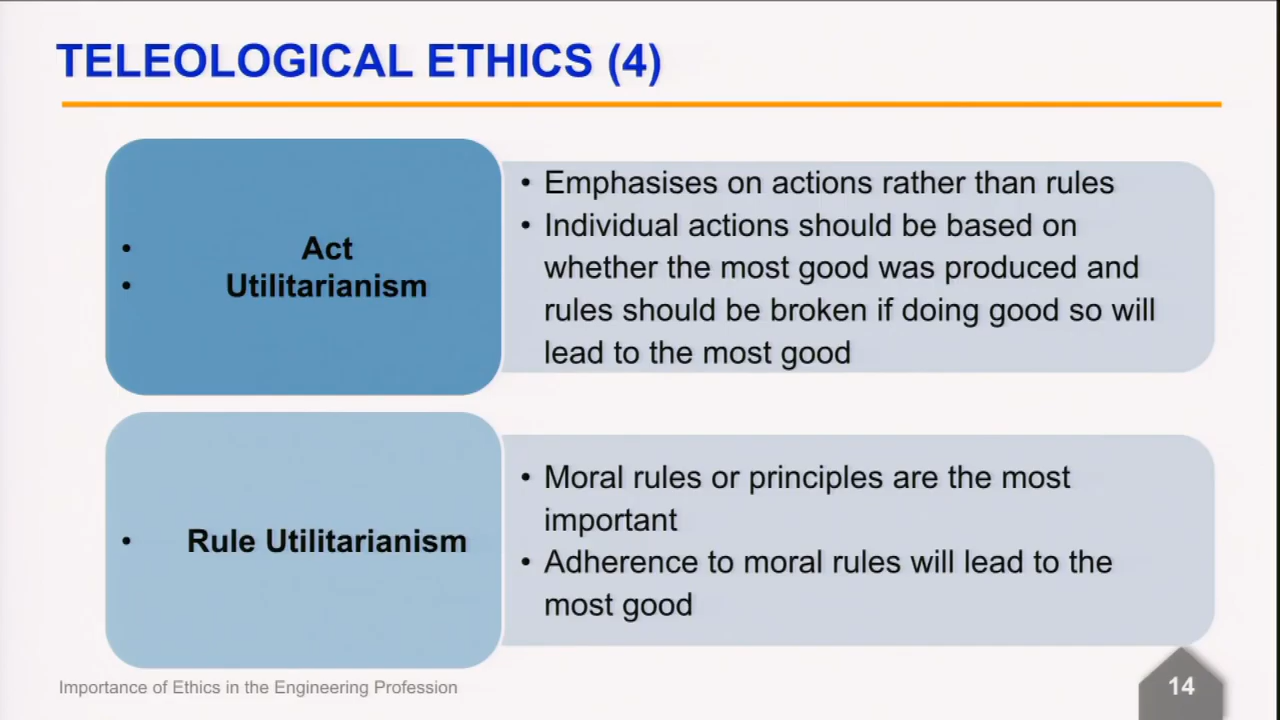 TELEOLOGICAL ETHICS (4)
• Act
• Utilitarianism
• Emphasises on actions rather than rules
• Individual actions should be based on
whether the most good was produced and
rules should be broken if doing good so will
lead to the most good
• Rule Utilitarianism
• Moral rules or principles are the most
important
• Adherence to moral rules will lead to the
most good
Importance of Ethics in the Engineering Profession
14